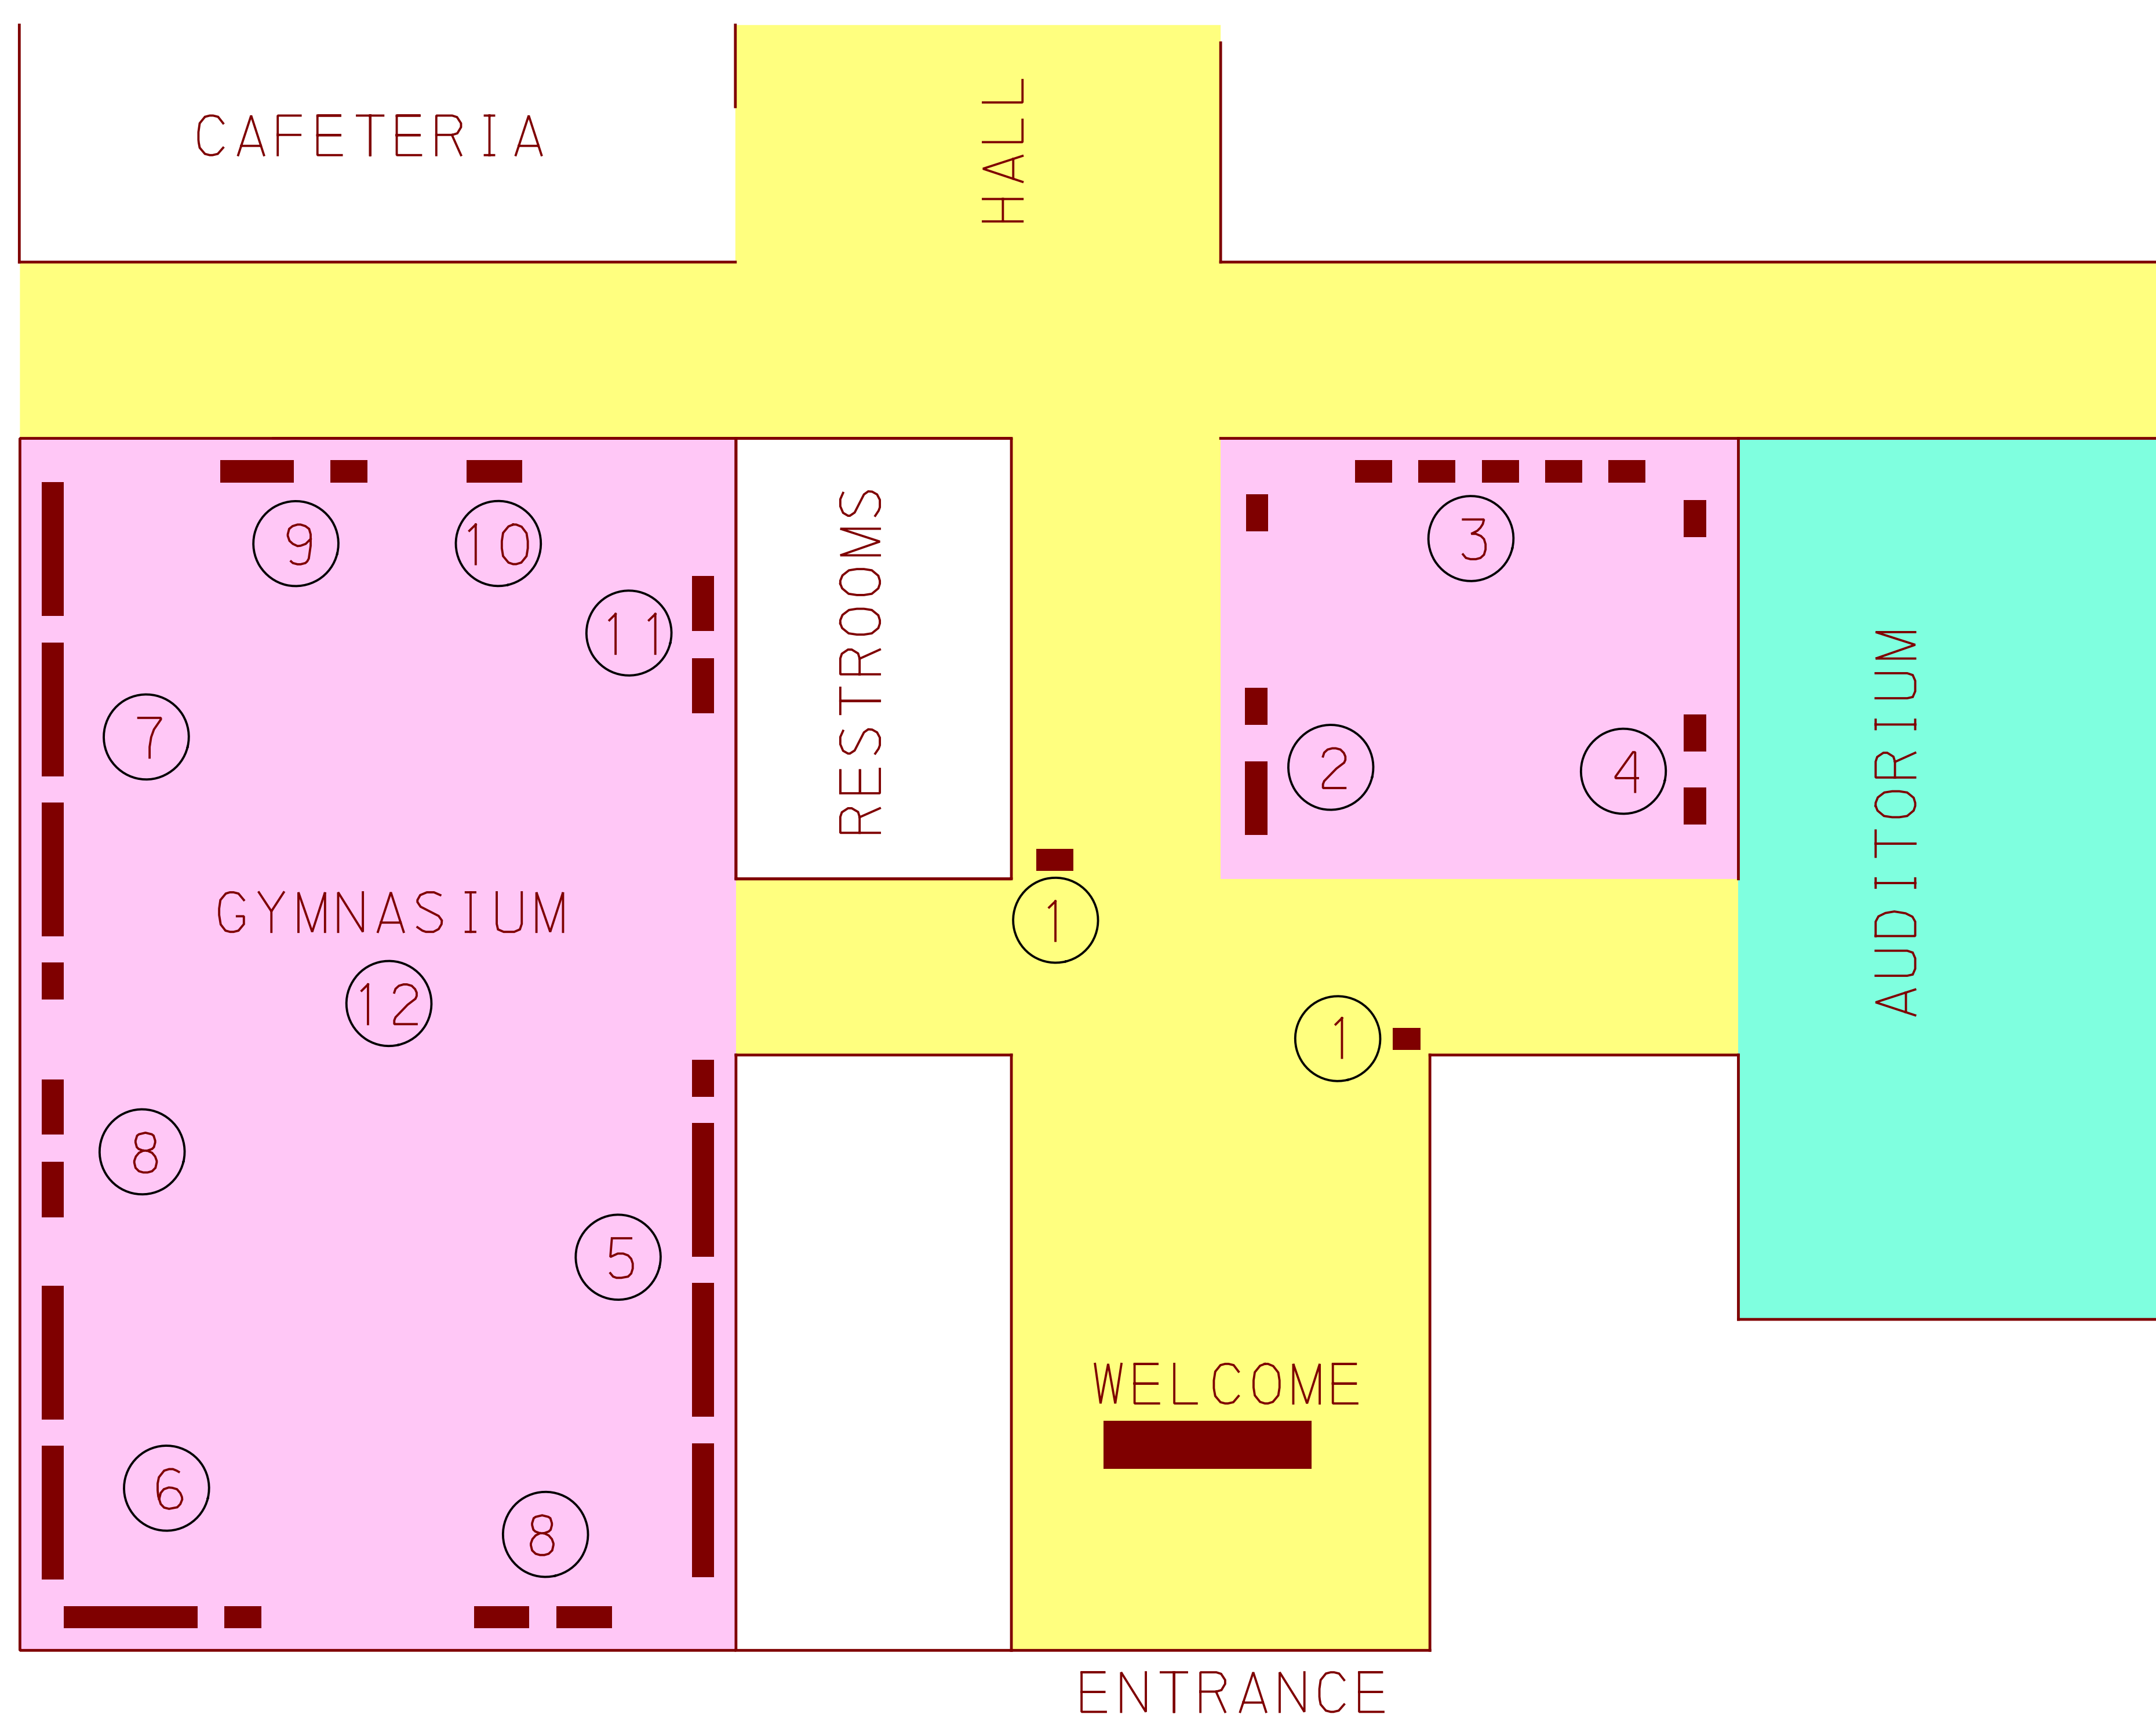 CAFETERIA
HALL
9
10
3
11
RESTROOMS
7
2
4
AUDITORIUM
GYMNASIUM
1
12
1
8
5
WELCOME
6
8
ENTRANCE